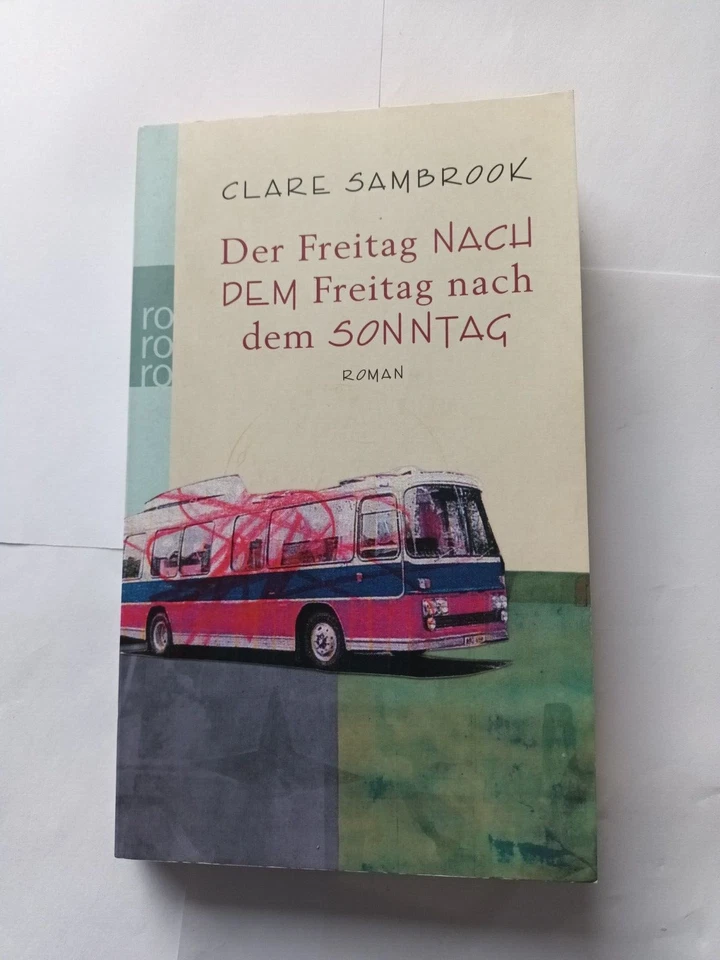 CLARE SAMBROOK
Der Freitag NACH
DEM Freitag nach
dem SONNTAG
ROMAN
ro
ro
ro